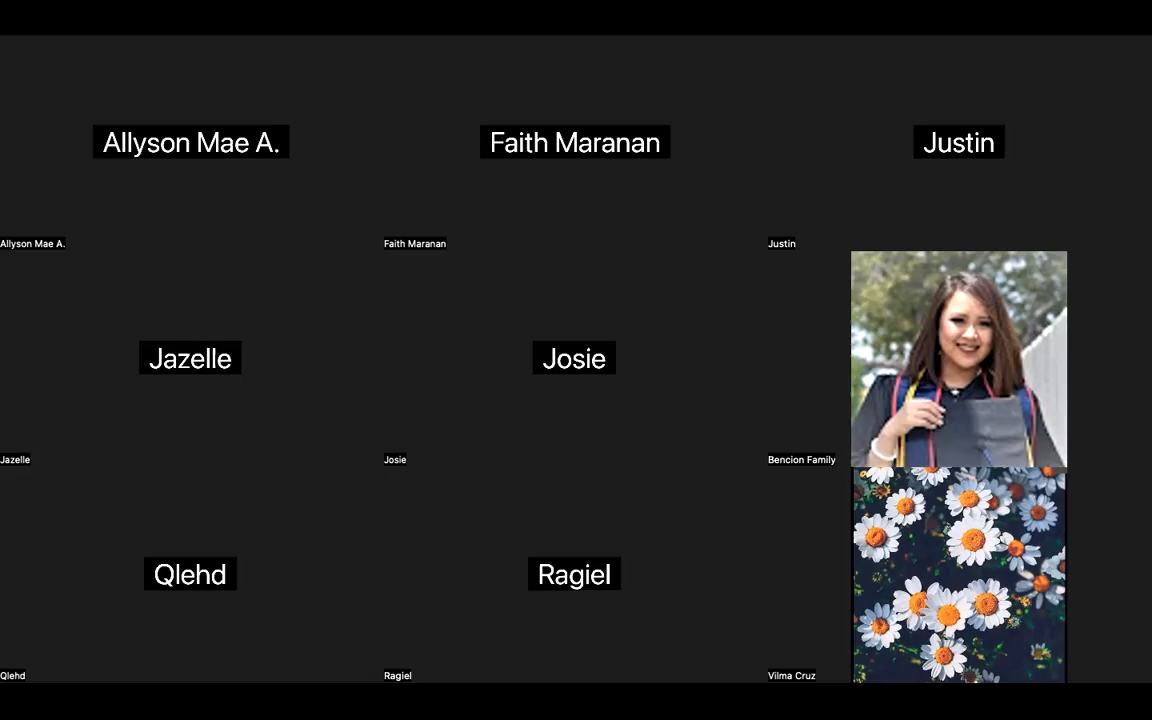 Allyson Mae A.
Faith Maranan
Justin
Allyson Mae A.
Faith Maranan
Justin
Jazelle
Josie
Jazelle
Josie
Bencion Family
Qlehd
Ragiel
Qlehd
Ragiel
Vilma Cruz